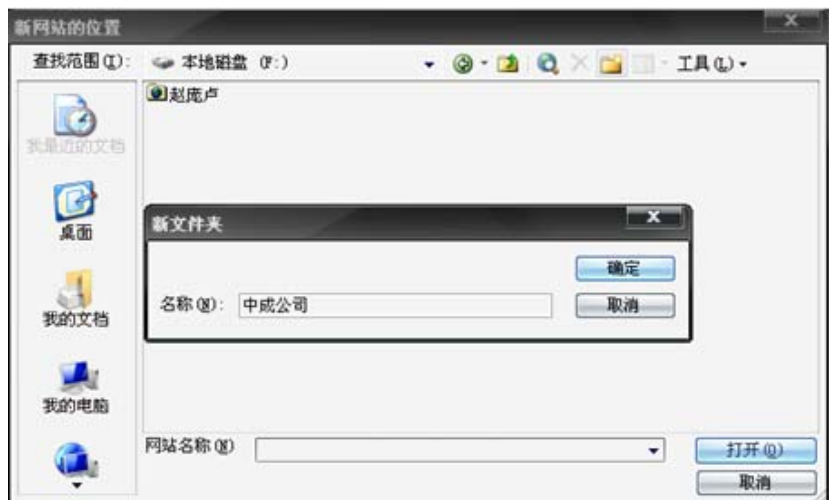 新网站的位置
查找范围(I): 本地磁盘 (F:) 工具(L)
赵庞卢
我最近的文档
桌面
新文件夹
确定
名称(N): 中成公司
取消
我的文档
我的电脑
网站名称(N)
打开(O)
取消